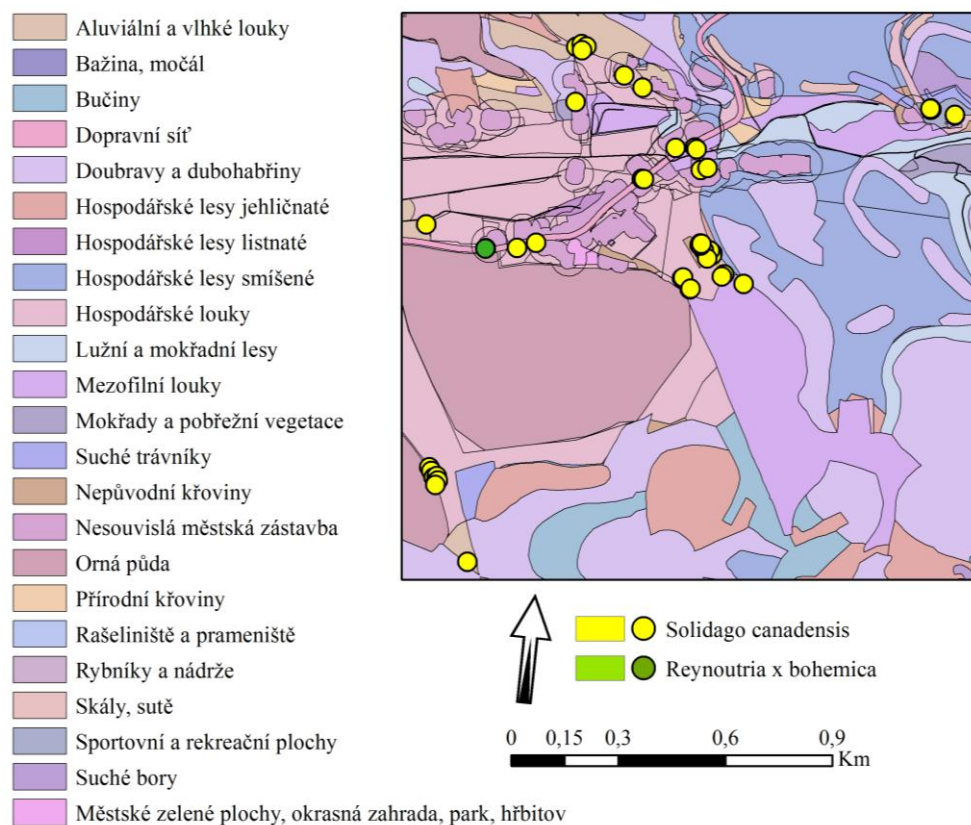 Aluviální a vlhké louky
Bažina, močál
Bučiny
Dopravní síť
Doubravy a dubohabřiny
Hospodářské lesy jehličnaté
Hospodářské lesy listnaté
Hospodářské lesy smíšené
Hospodářské louky
Lužní a mokřadní lesy
Mezofilní louky
Mokřady a pobřežní vegetace
Suché trávníky
Nepůvodní křoviny
Nesouvislá městská zástavba
Orná půda
Přírodní křoviny
Rašeliniště a prameniště
Rybníky a nádrže
Skály, sutě
Sportovní a rekreační plochy
Suché bory
Městské zelené plochy, okrasná zahrada, park, hřbitov
Solidago canadensis
Reynoutria x bohemica
0 0,15 0,3 0,6 0,9
Km